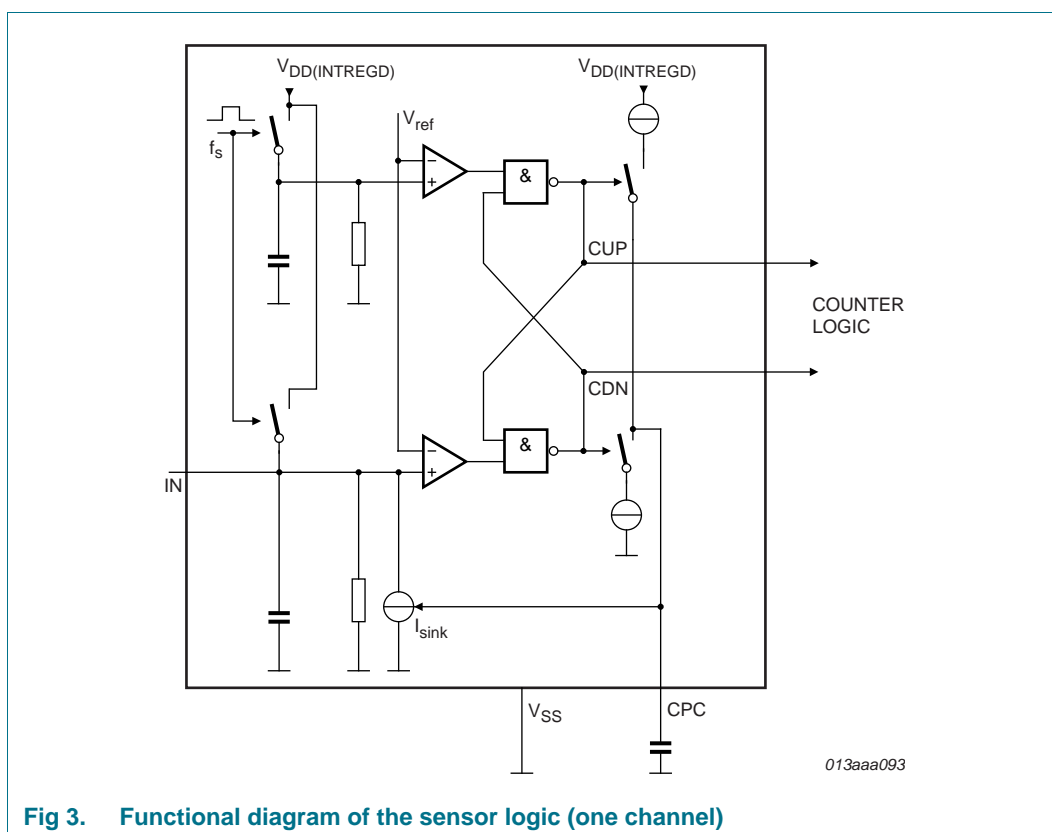 VDD(INTREGD) VDD(INTREGD)
Vref
fs
&
CUP
COUNTER
LOGIC
CDN
&
IN
Isink
VSS CPC
013aaa093
Fig 3. Functional diagram of the sensor logic (one channel)